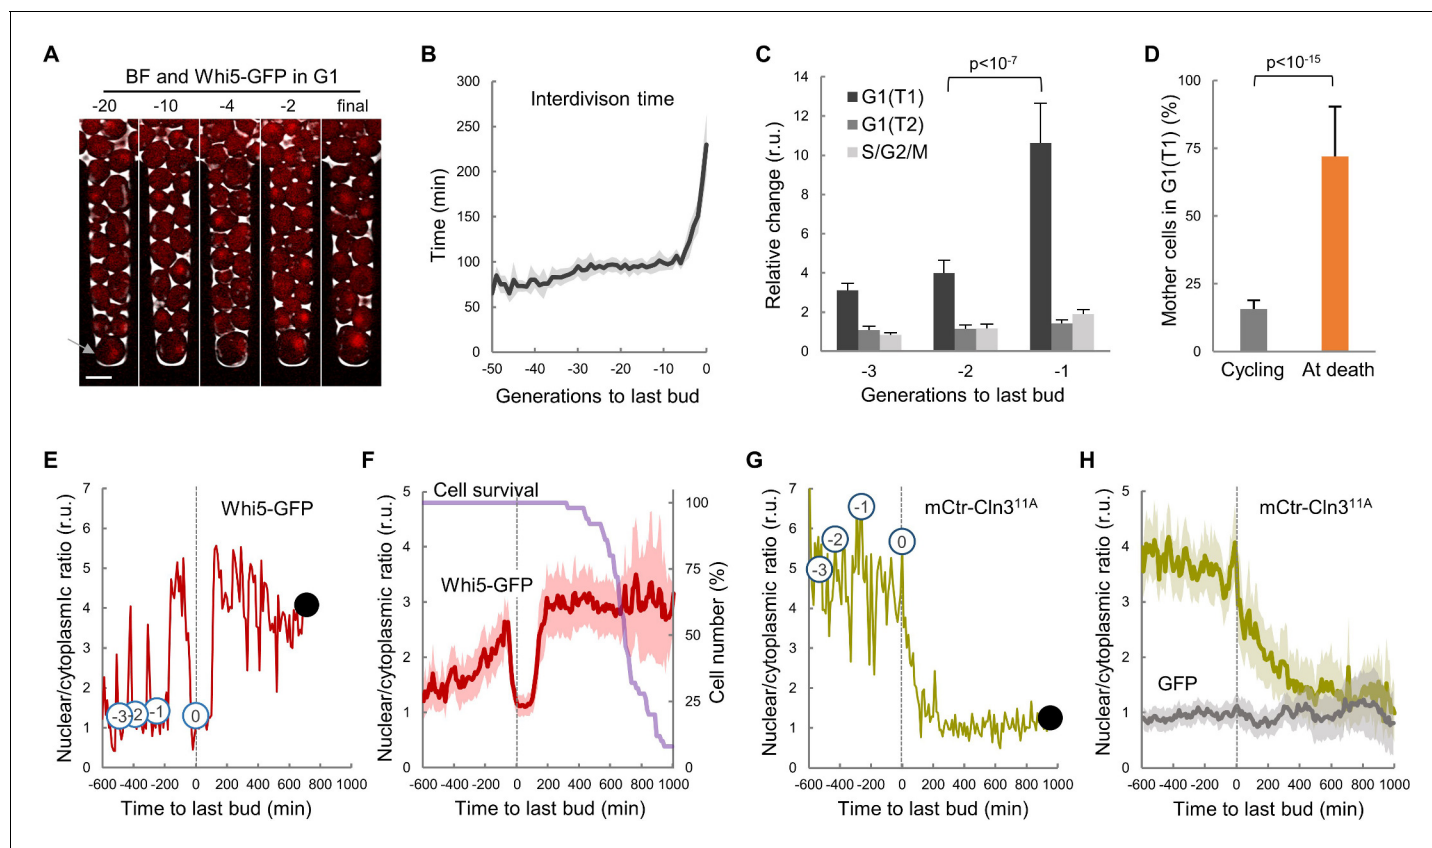 A
BF and Whi5-GFP in G1
-20 -10 -4 -2 final
B
Interdivison time
Time (min)
300
250
200
150
100
50
0
-50 -40 -30 -20 -10 0
Generations to last bud
C
p<10-7
G1(T1)
G1(T2)
S/G2/M
Relative change (r.u.)
14
12
10
8
6
4
2
0
-3 -2 -1
Generations to last bud
D
p<10-15
Mother cells in G1(T1) (%)
100
75
50
25
0
Cycling At death
E
Whi5-GFP
Nuclear/cytoplasmic ratio (r.u.)
7
6
5
4
3
2
1
0
-3 -2 -1 0
-600 -400 -200 0 200 400 600 800 1000
Time to last bud (min)
F
Cell survival
Whi5-GFP
Nuclear/cytoplasmic ratio (r.u.)
5
4
3
2
1
0
100
75
50
25
0
Cell number (%)
-600 -400 -200 0 200 400 600 800 1000
Time to last bud (min)
G
mCtr-Cln311A
Nuclear/cytoplasmic ratio (r.u.)
7
6
5
4
3
2
1
0
-3 -2 -1 0
-600 -400 -200 0 200 400 600 800 1000
Time to last bud (min)
H
mCtr-Cln311A
GFP
Nuclear/cytoplasmic ratio (r.u.)
5
4
3
2
1
0
-600 -400 -200 0 200 400 600 800 1000
Time to last bud (min)